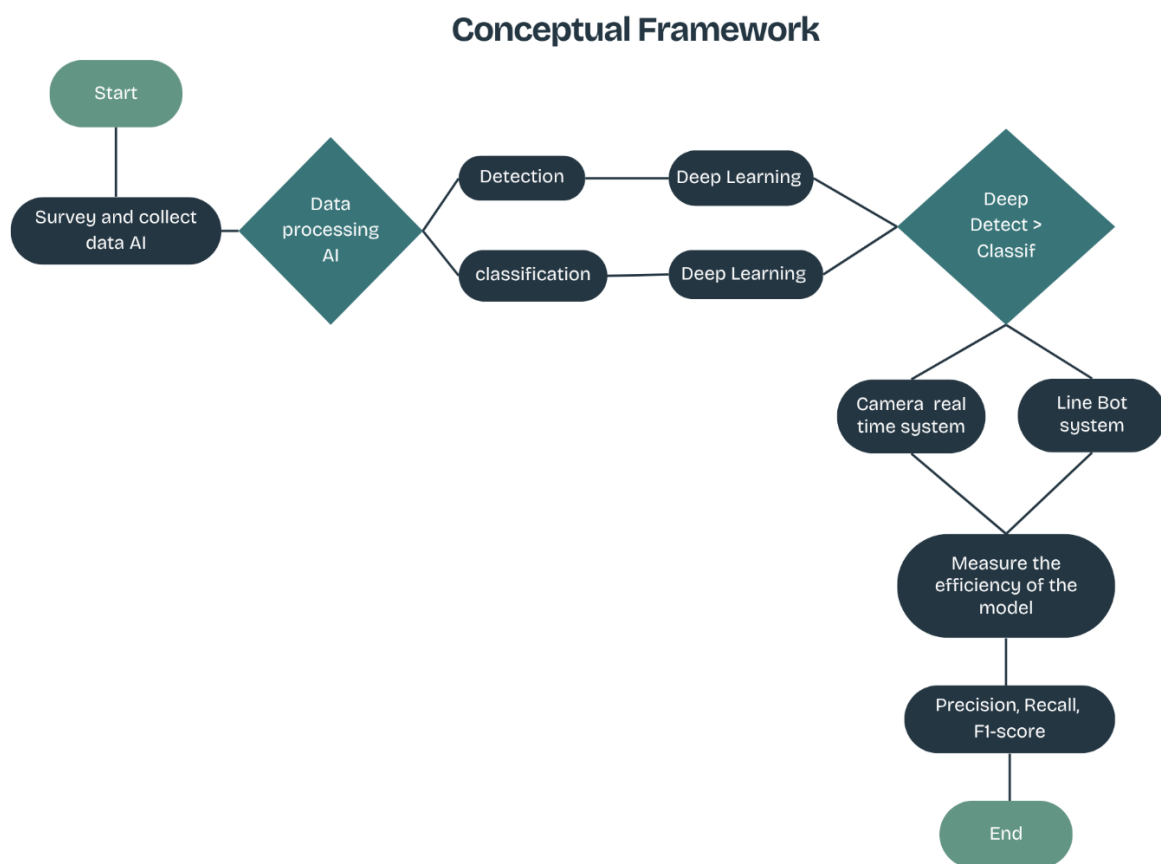 Conceptual Framework
Start
Survey and collect
data AI
Data
processing
AI
Detection
Deep Learning
classification
Deep Learning
Deep
Detect >
Classif
Camera real
time system
Line Bot
system
Measure the
efficiency of the
model
Precision, Recall,
F1-score
End